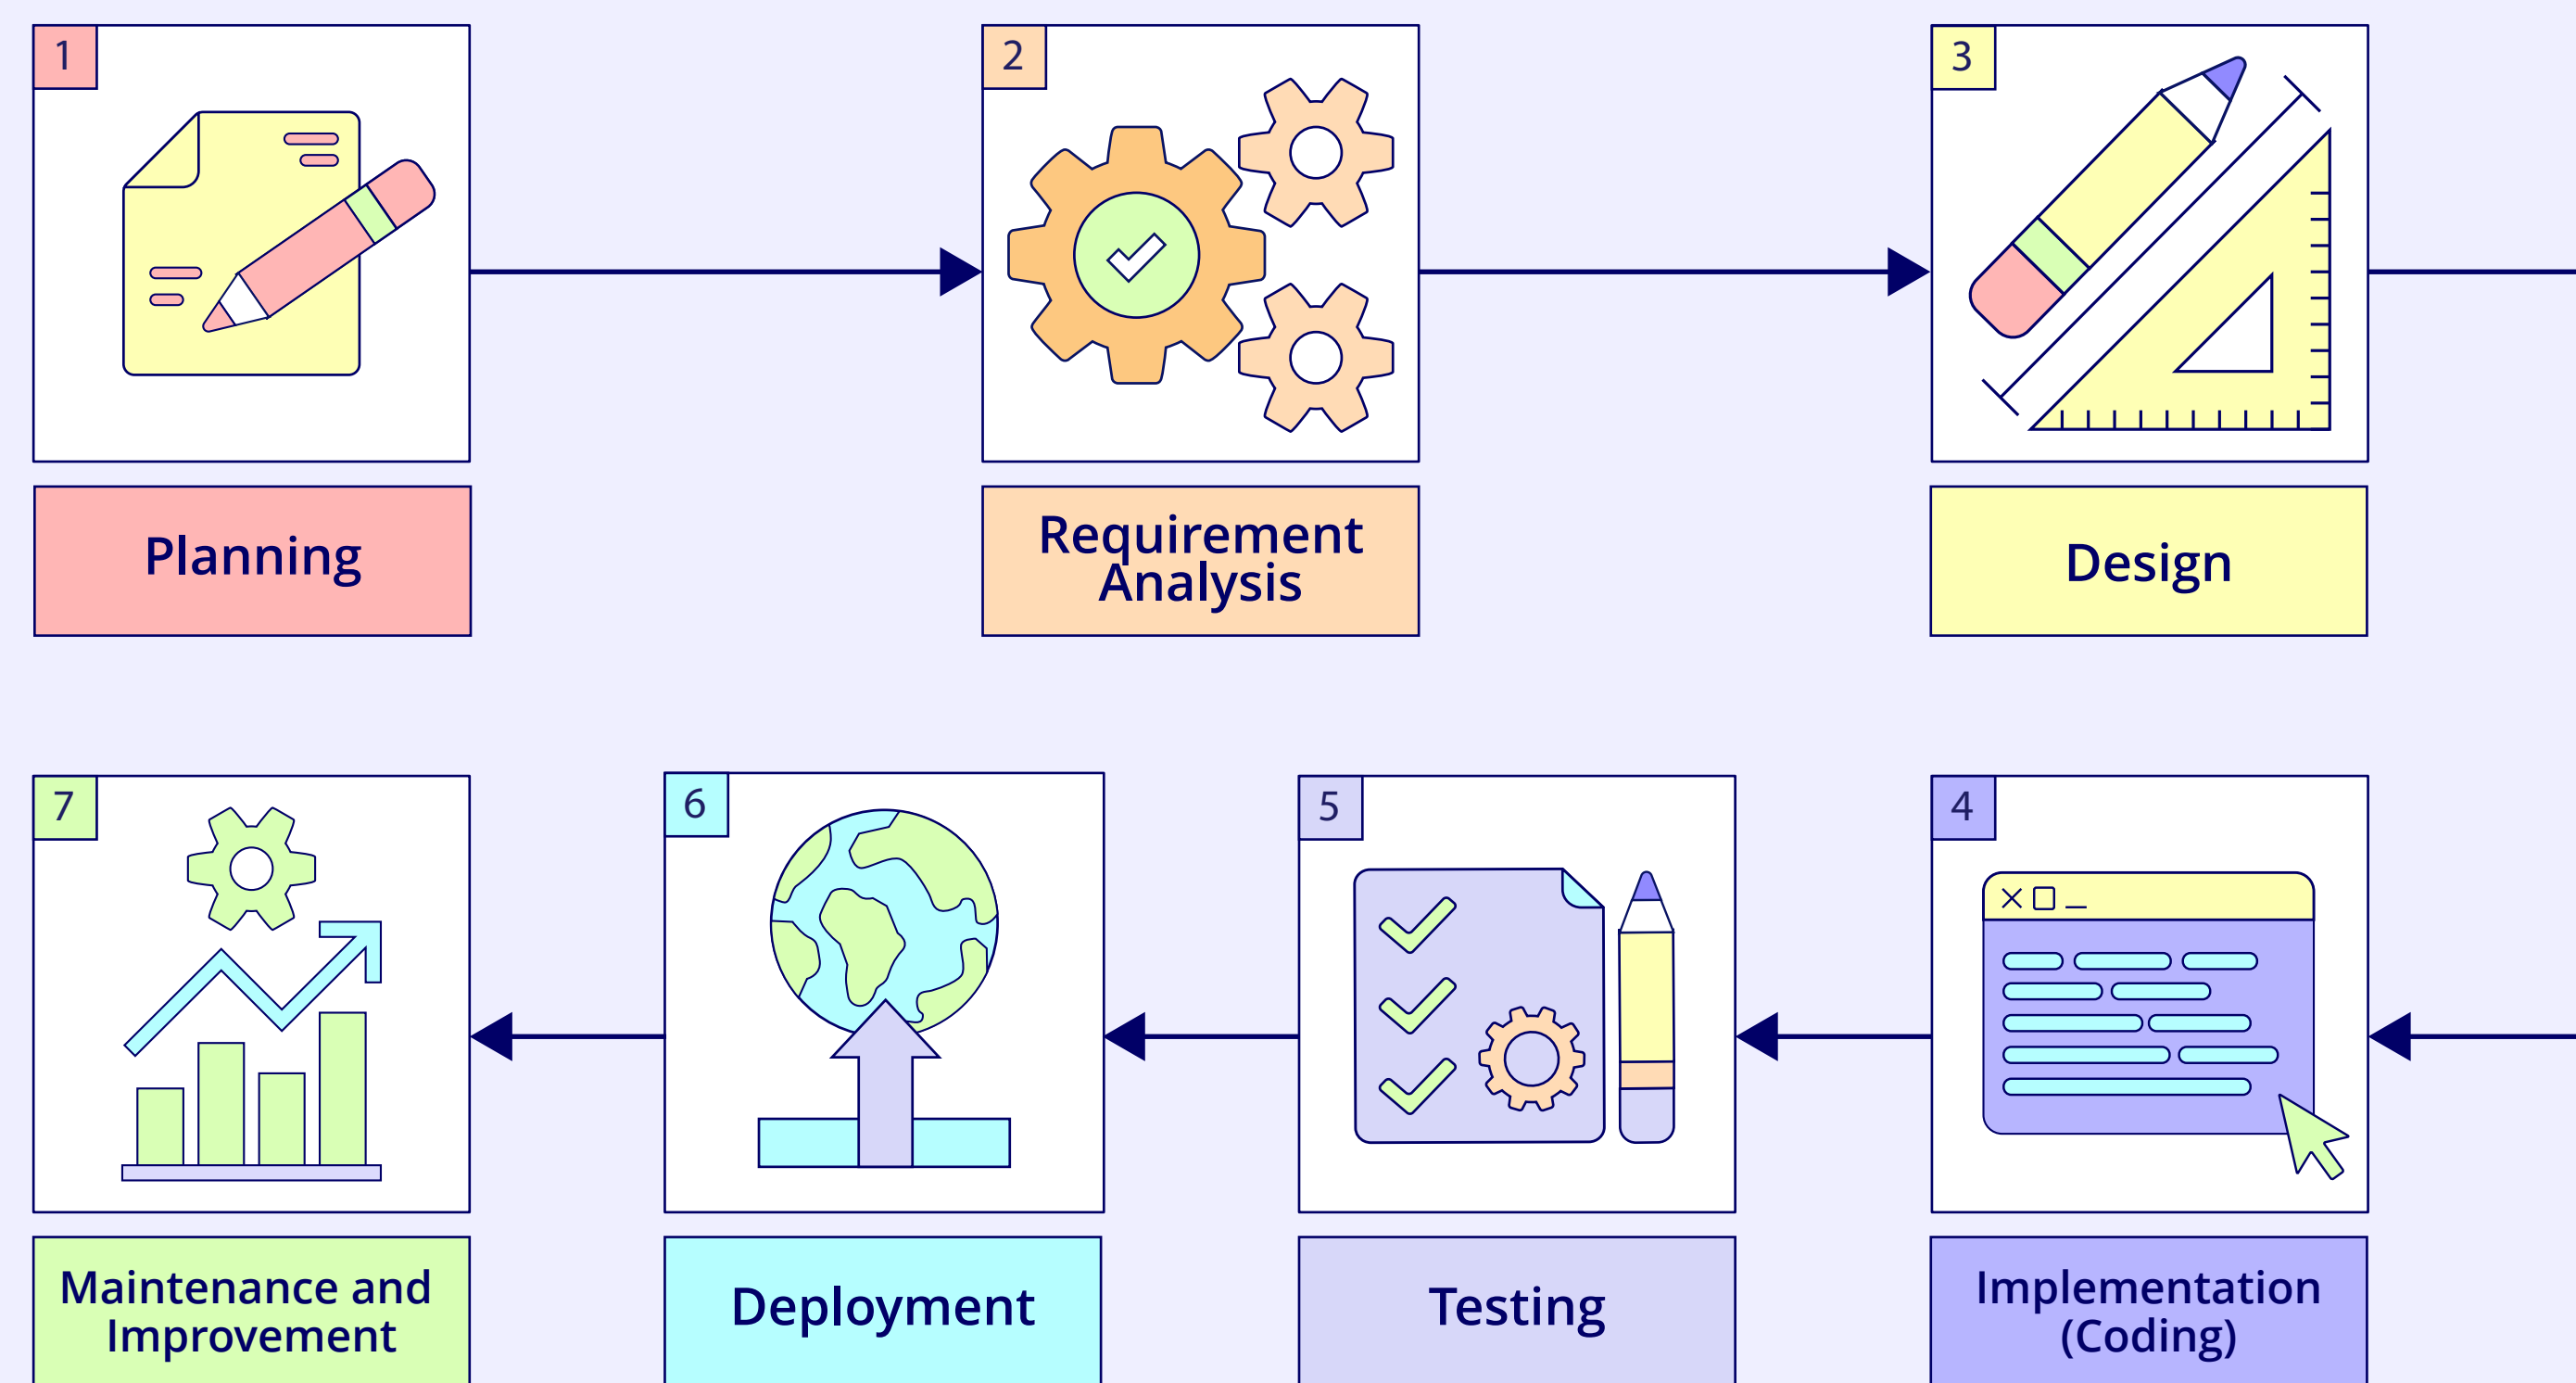 1
Planning
2
Requirement
Analysis
3
Design
4
Implementation
(Coding)
5
Testing
6
Deployment
7
Maintenance and
Improvement